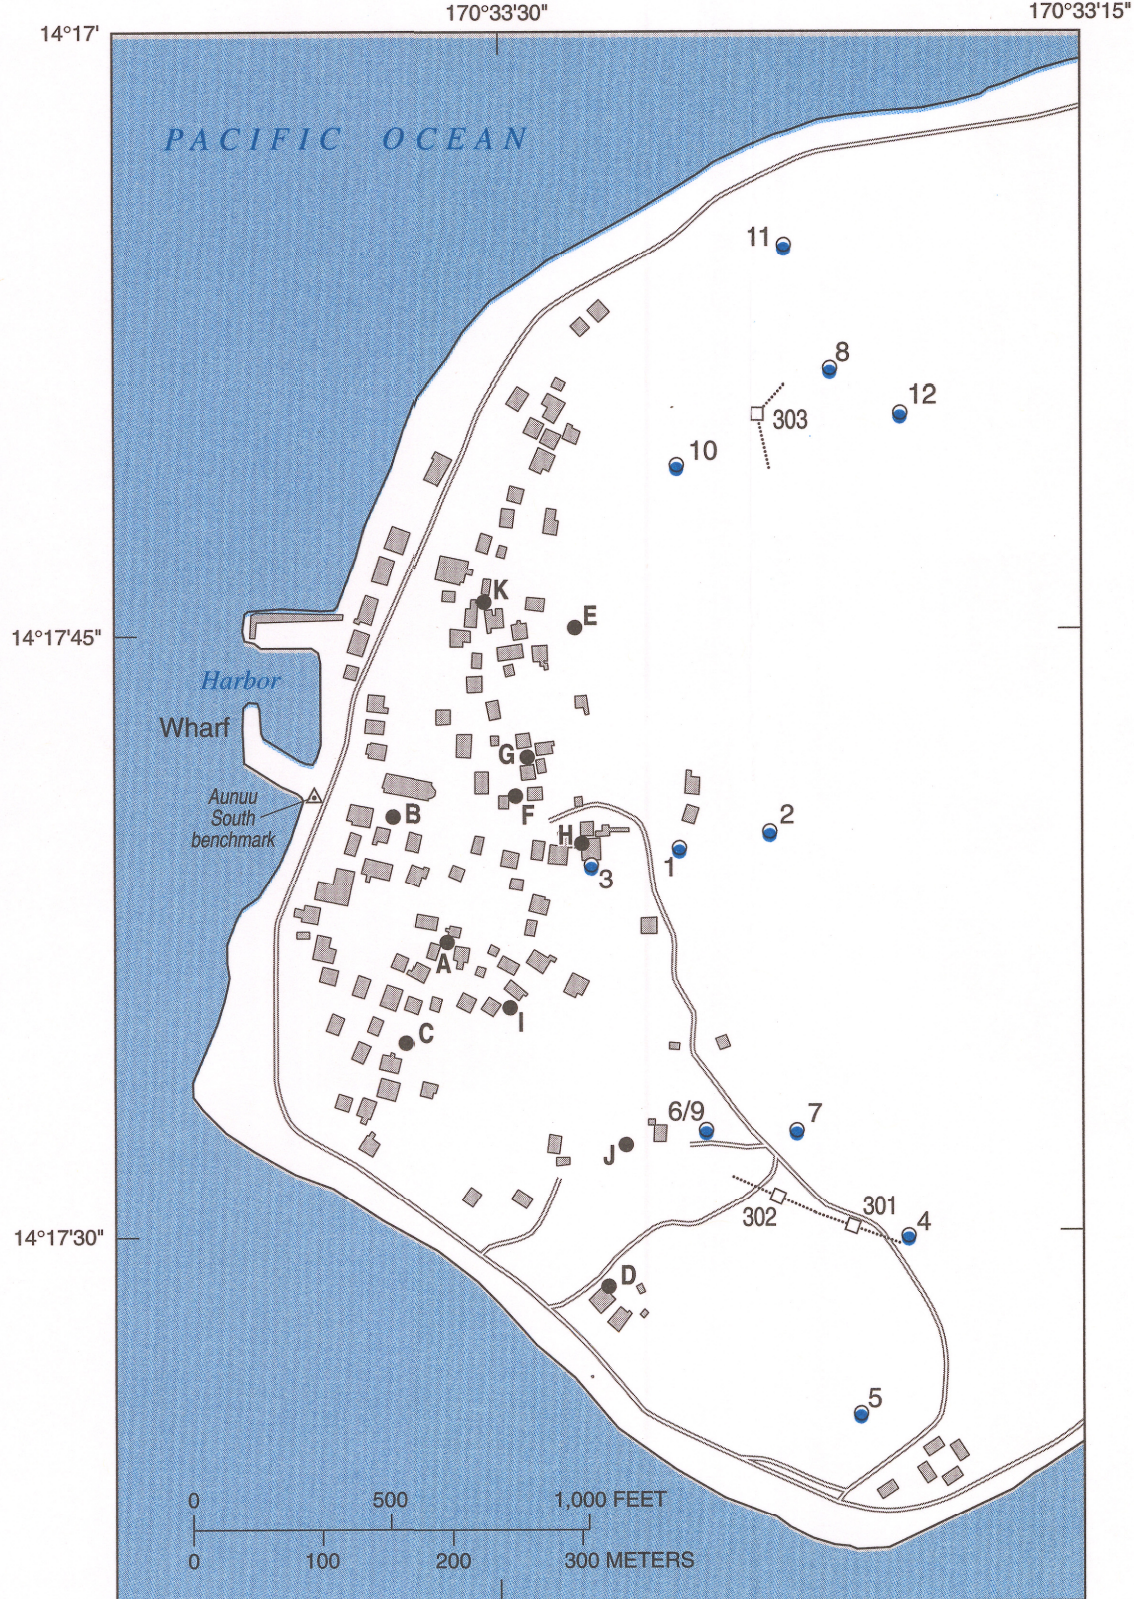 170°33'30"
170°33'15"
14°17'
PACIFIC OCEAN
11
8
12
303
10
K
E
14°17'45"
Harbor
Wharf
G
Aunuu
South
benchmark
F
B
H
2
1
3
A
I
C
6/9
7
J
302
301
4
14°17'30"
D
5
0 500 1,000 FEET
0 100 200 300 METERS